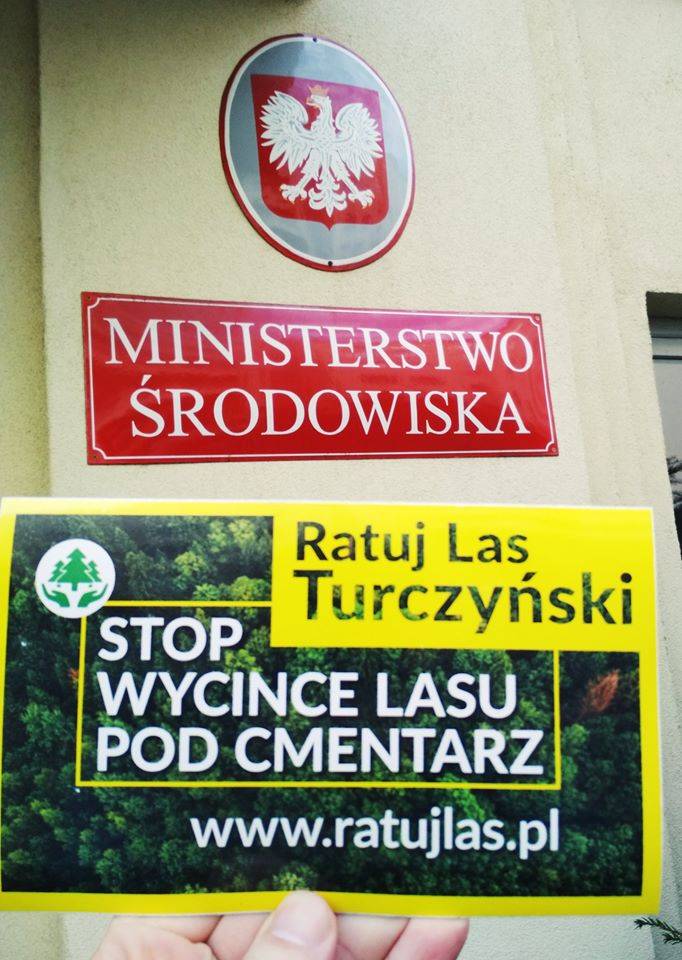 MINISTERSTWO
ŚRODOWISKA
Ratuj Las
Turczyński
STOP
WYCINCE LASU
POD CMENTARZ
www.ratujlas.pl